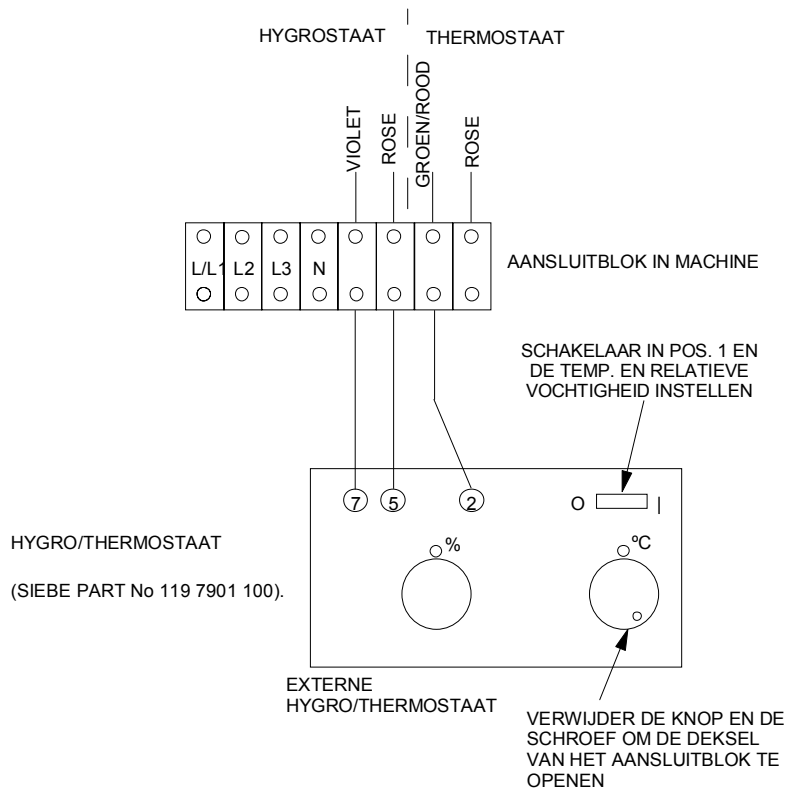 HYGROSTAAT
THERMOSTAAT
VIOLET
ROSE
GROEN/ROOD
ROSE
L/L1 L2 L3 N
AANSLUITBLOK IN MACHINE
SCHAKELAAR IN POS. 1 EN
DE TEMP. EN RELATIEVE
VOCHTIGHEID INSTELLEN
7 5 2 O |
% ºC
HYGRO/THERMOSTAAT
(SIEBE PART No 119 7901 100).
EXTERNE
HYGRO/THERMOSTAAT
VERWIJDER DE KNOP EN DE
SCHROEF OM DE DEKSEL
VAN HET AANSLUITBLOK TE
OPENEN